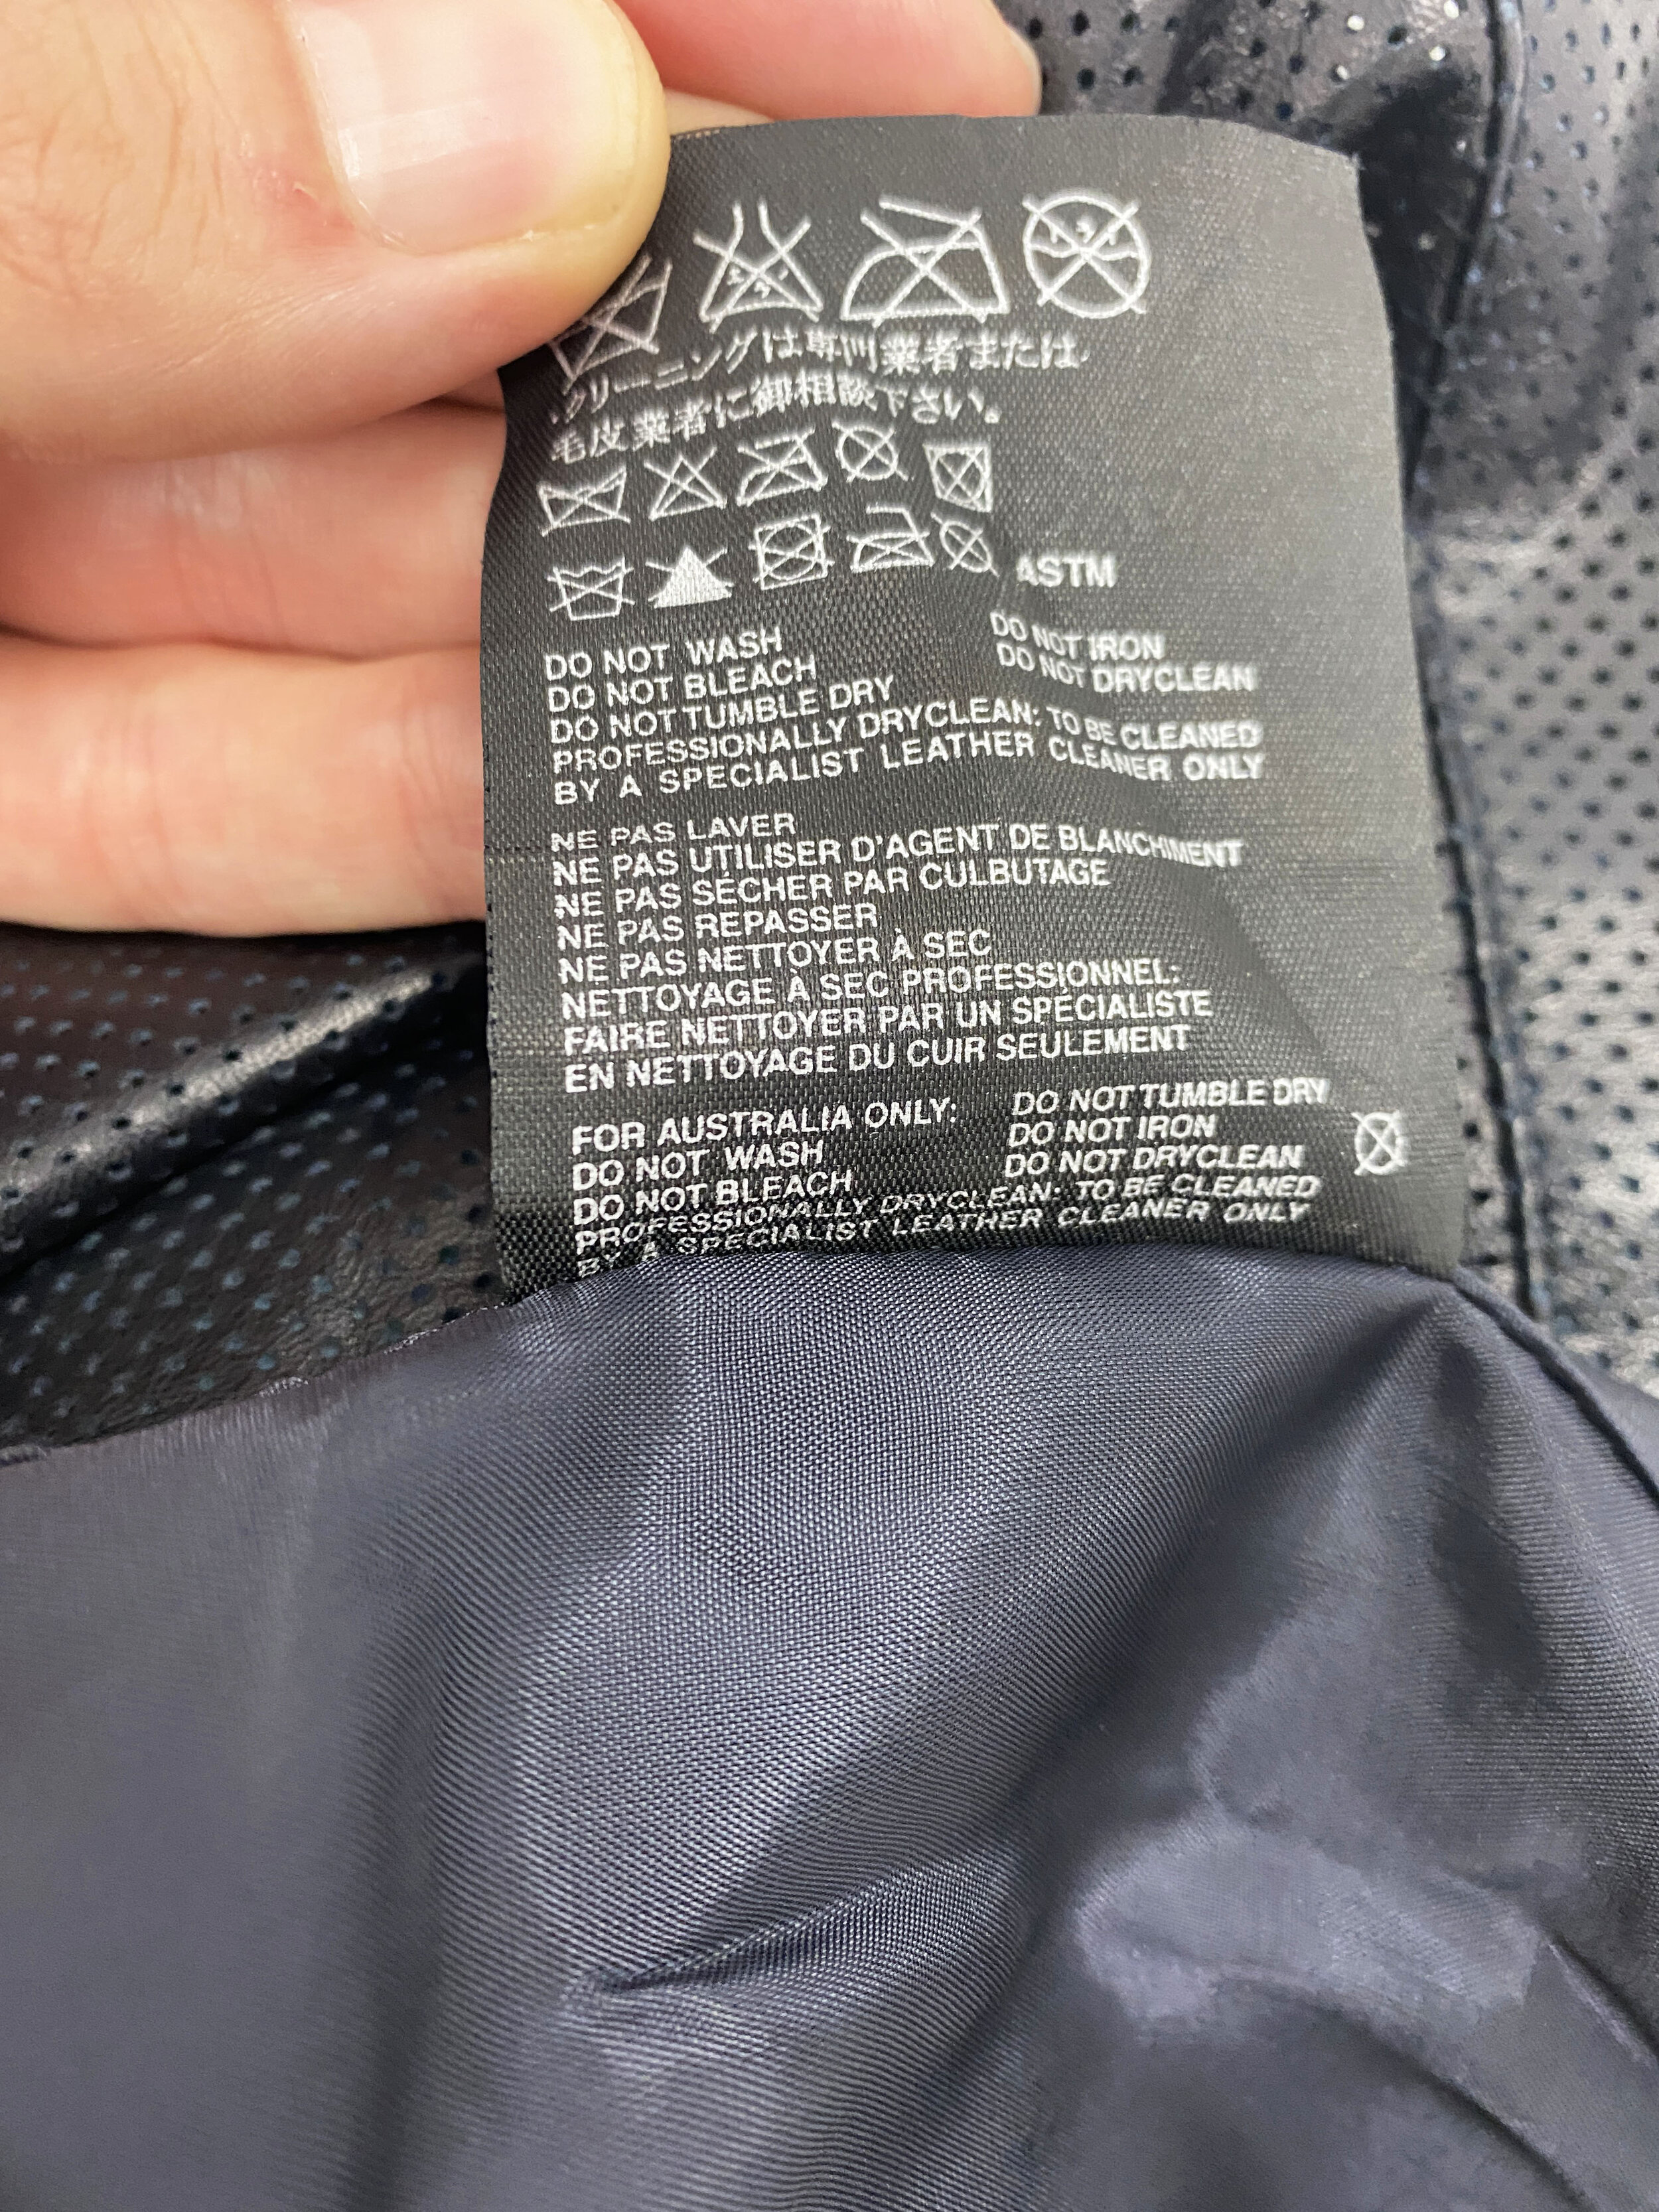 クリーニングは専門業者または
毛皮業者に御相談下さい。
ASTM
DO NOT WASH
DO NOT BLEACH
DO NOT TUMBLE DRY
DO NOT IRON
DO NOT DRYCLEAN
PROFESSIONALLY DRYCLEAN: TO BE CLEANED
BY A SPECIALIST LEATHER CLEANER ONLY
NE PAS LAVER
NE PAS UTILISER D'AGENT DE BLANCHIMENT
NE PAS SÉCHER PAR CULBUTAGE
NE PAS REPASSER
NE PAS NETTOYER À SEC
NETTOYAGE À SEC PROFESSIONNEL:
FAIRE NETTOYER PAR UN SPÉCIALISTE
EN NETTOYAGE DU CUIR SEULEMENT
FOR AUSTRALIA ONLY:
DO NOT WASH
DO NOT BLEACH
DO NOT TUMBLE DRY
DO NOT IRON
DO NOT DRYCLEAN
PROFESSIONALLY DRYCLEAN: TO BE CLEANED
BY A SPECIALIST LEATHER CLEANER ONLY